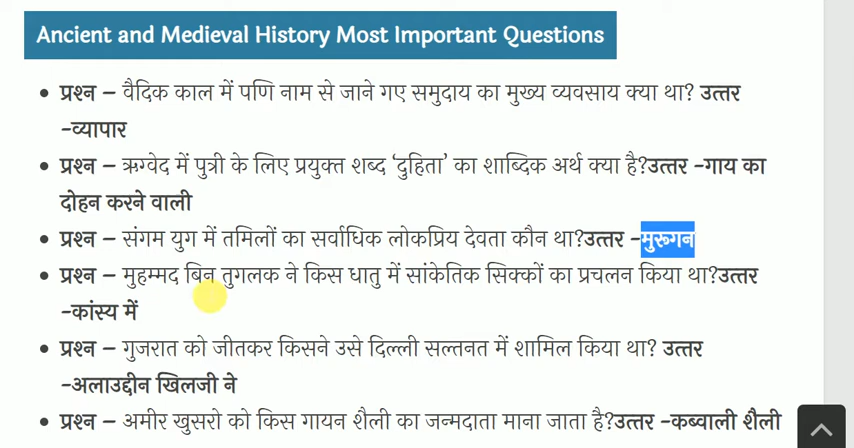 Ancient and Medieval History Most Important Questions
प्रश्न – वैदिक काल में पणि नाम से जाने गए समुदाय का मुख्य व्यवसाय क्या था? उत्तर
-व्यापार
प्रश्न – ऋग्वेद में पुत्री के लिए प्रयुक्त शब्द ‘दुहिता’ का शाब्दिक अर्थ क्या है?उत्तर -गाय का
दोहन करने वाली
प्रश्न – संगम युग में तमिलों का सर्वाधिक लोकप्रिय देवता कौन था?उत्तर -मुरूगन
प्रश्न – मुहम्मद बिन तुगलक ने किस धातु में सांकेतिक सिक्कों का प्रचलन किया था?उत्तर
-कांस्य में
प्रश्न – गुजरात को जीतकर किसने उसे दिल्ली सल्तनत में शामिल किया था? उत्तर
-अलाउद्दीन खिलजी ने
प्रश्न – अमीर खुसरो को किस गायन शैली का जन्मदाता माना जाता है?उत्तर -कब्वाली शैली